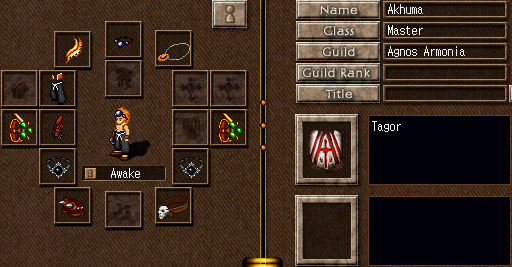 Name Akhuma
Class Master
Guild Agnos Armonia
Guild Rank
Title
Tagor
Awake